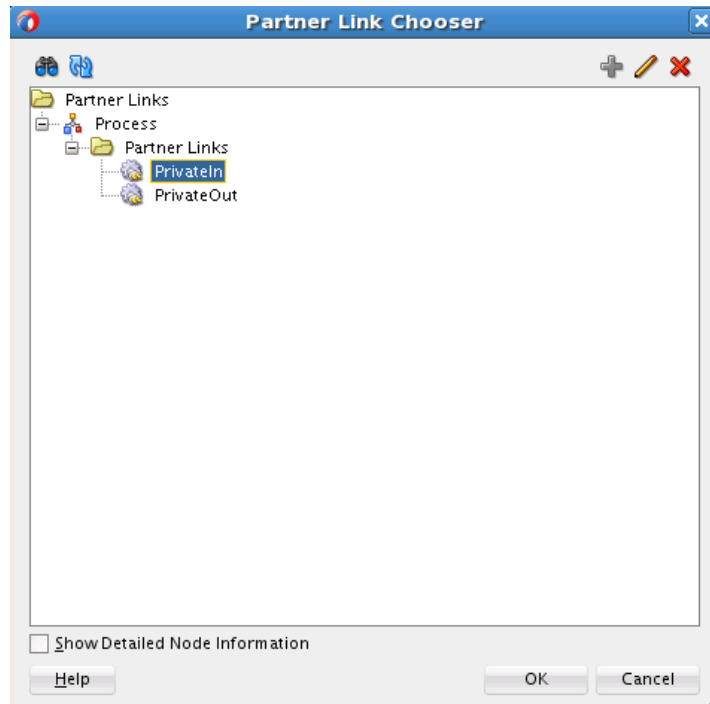 Partner Link Chooser
Partner Links
Process
Partner Links
PrivateIn
PrivateOut
Show Detailed Node Information
Help
OK
Cancel